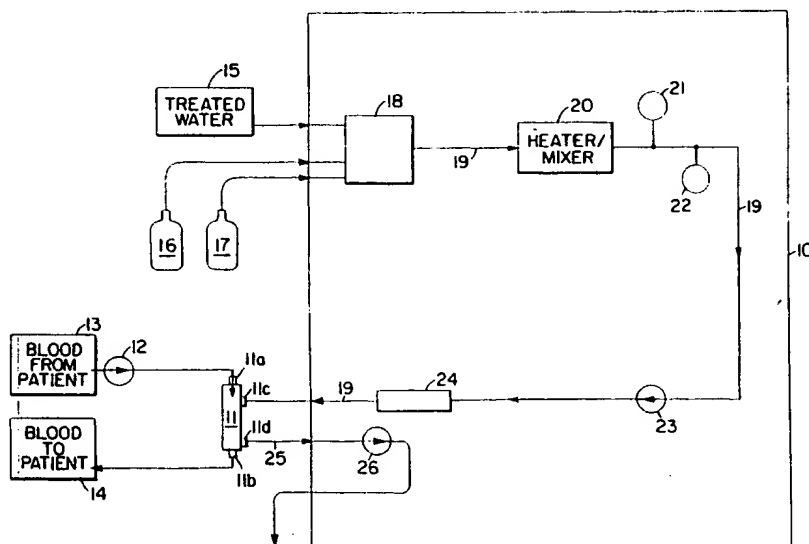 15
TREATED
WATER
18
20
HEATER/
MIXER
21
22
19
19
10
16
17
13
BLOOD
FROM
PATIENT
12
11a
11c
11
11d
11b
19
24
23
25
26
BLOOD
TO
PATIENT
14